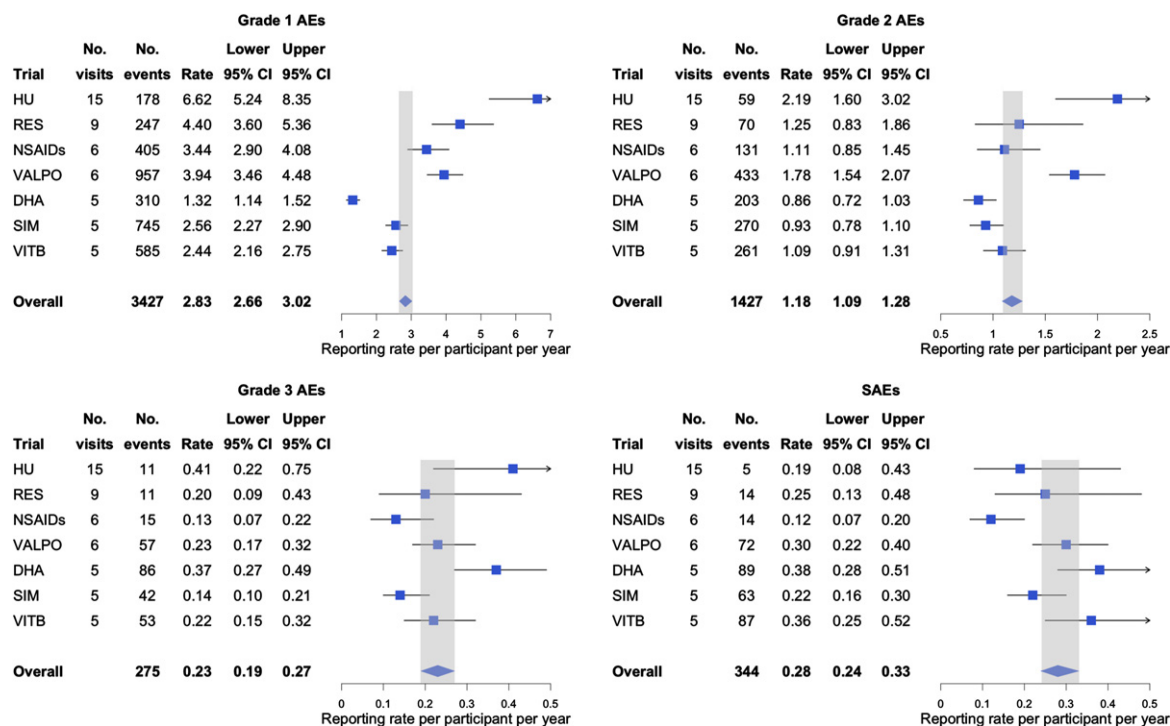 Grade 1 AEs
No. No. Lower Upper
Trial visits events Rate 95% CI 95% CI
HU 15 178 6.62 5.24 8.35
RES 9 247 4.40 3.60 5.36
NSAIDs 6 405 3.44 2.90 4.08
VALPO 6 957 3.94 3.46 4.48
DHA 5 310 1.32 1.14 1.52
SIM 5 745 2.56 2.27 2.90
VITB 5 585 2.44 2.16 2.75
Overall 3427 2.83 2.66 3.02
1 2 3 4 5 6 7
Reporting rate per participant per year
Grade 2 AEs
No. No. Lower Upper
Trial visits events Rate 95% CI 95% CI
HU 15 59 2.19 1.60 3.02
RES 9 70 1.25 0.83 1.86
NSAIDs 6 131 1.11 0.85 1.45
VALPO 6 433 1.78 1.54 2.07
DHA 5 203 0.86 0.72 1.03
SIM 5 270 0.93 0.78 1.10
VITB 5 261 1.09 0.91 1.31
Overall 1427 1.18 1.09 1.28
0.5 1 1.5 2 2.5
Reporting rate per participant per year
Grade 3 AEs
No. No. Lower Upper
Trial visits events Rate 95% CI 95% CI
HU 15 11 0.41 0.22 0.75
RES 9 11 0.20 0.09 0.43
NSAIDs 6 15 0.13 0.07 0.22
VALPO 6 57 0.23 0.17 0.32
DHA 5 86 0.37 0.27 0.49
SIM 5 42 0.14 0.10 0.21
VITB 5 53 0.22 0.15 0.32
Overall 275 0.23 0.19 0.27
0 0.1 0.2 0.3 0.4 0.5
Reporting rate per participant per year
SAEs
No. No. Lower Upper
Trial visits events Rate 95% CI 95% CI
HU 15 5 0.19 0.08 0.43
RES 9 14 0.25 0.13 0.48
NSAIDs 6 14 0.12 0.07 0.20
VALPO 6 72 0.30 0.22 0.40
DHA 5 89 0.38 0.28 0.51
SIM 5 63 0.22 0.16 0.30
VITB 5 87 0.36 0.25 0.52
Overall 344 0.28 0.24 0.33
0 0.1 0.2 0.3 0.4 0.5
Reporting rate per participant per year